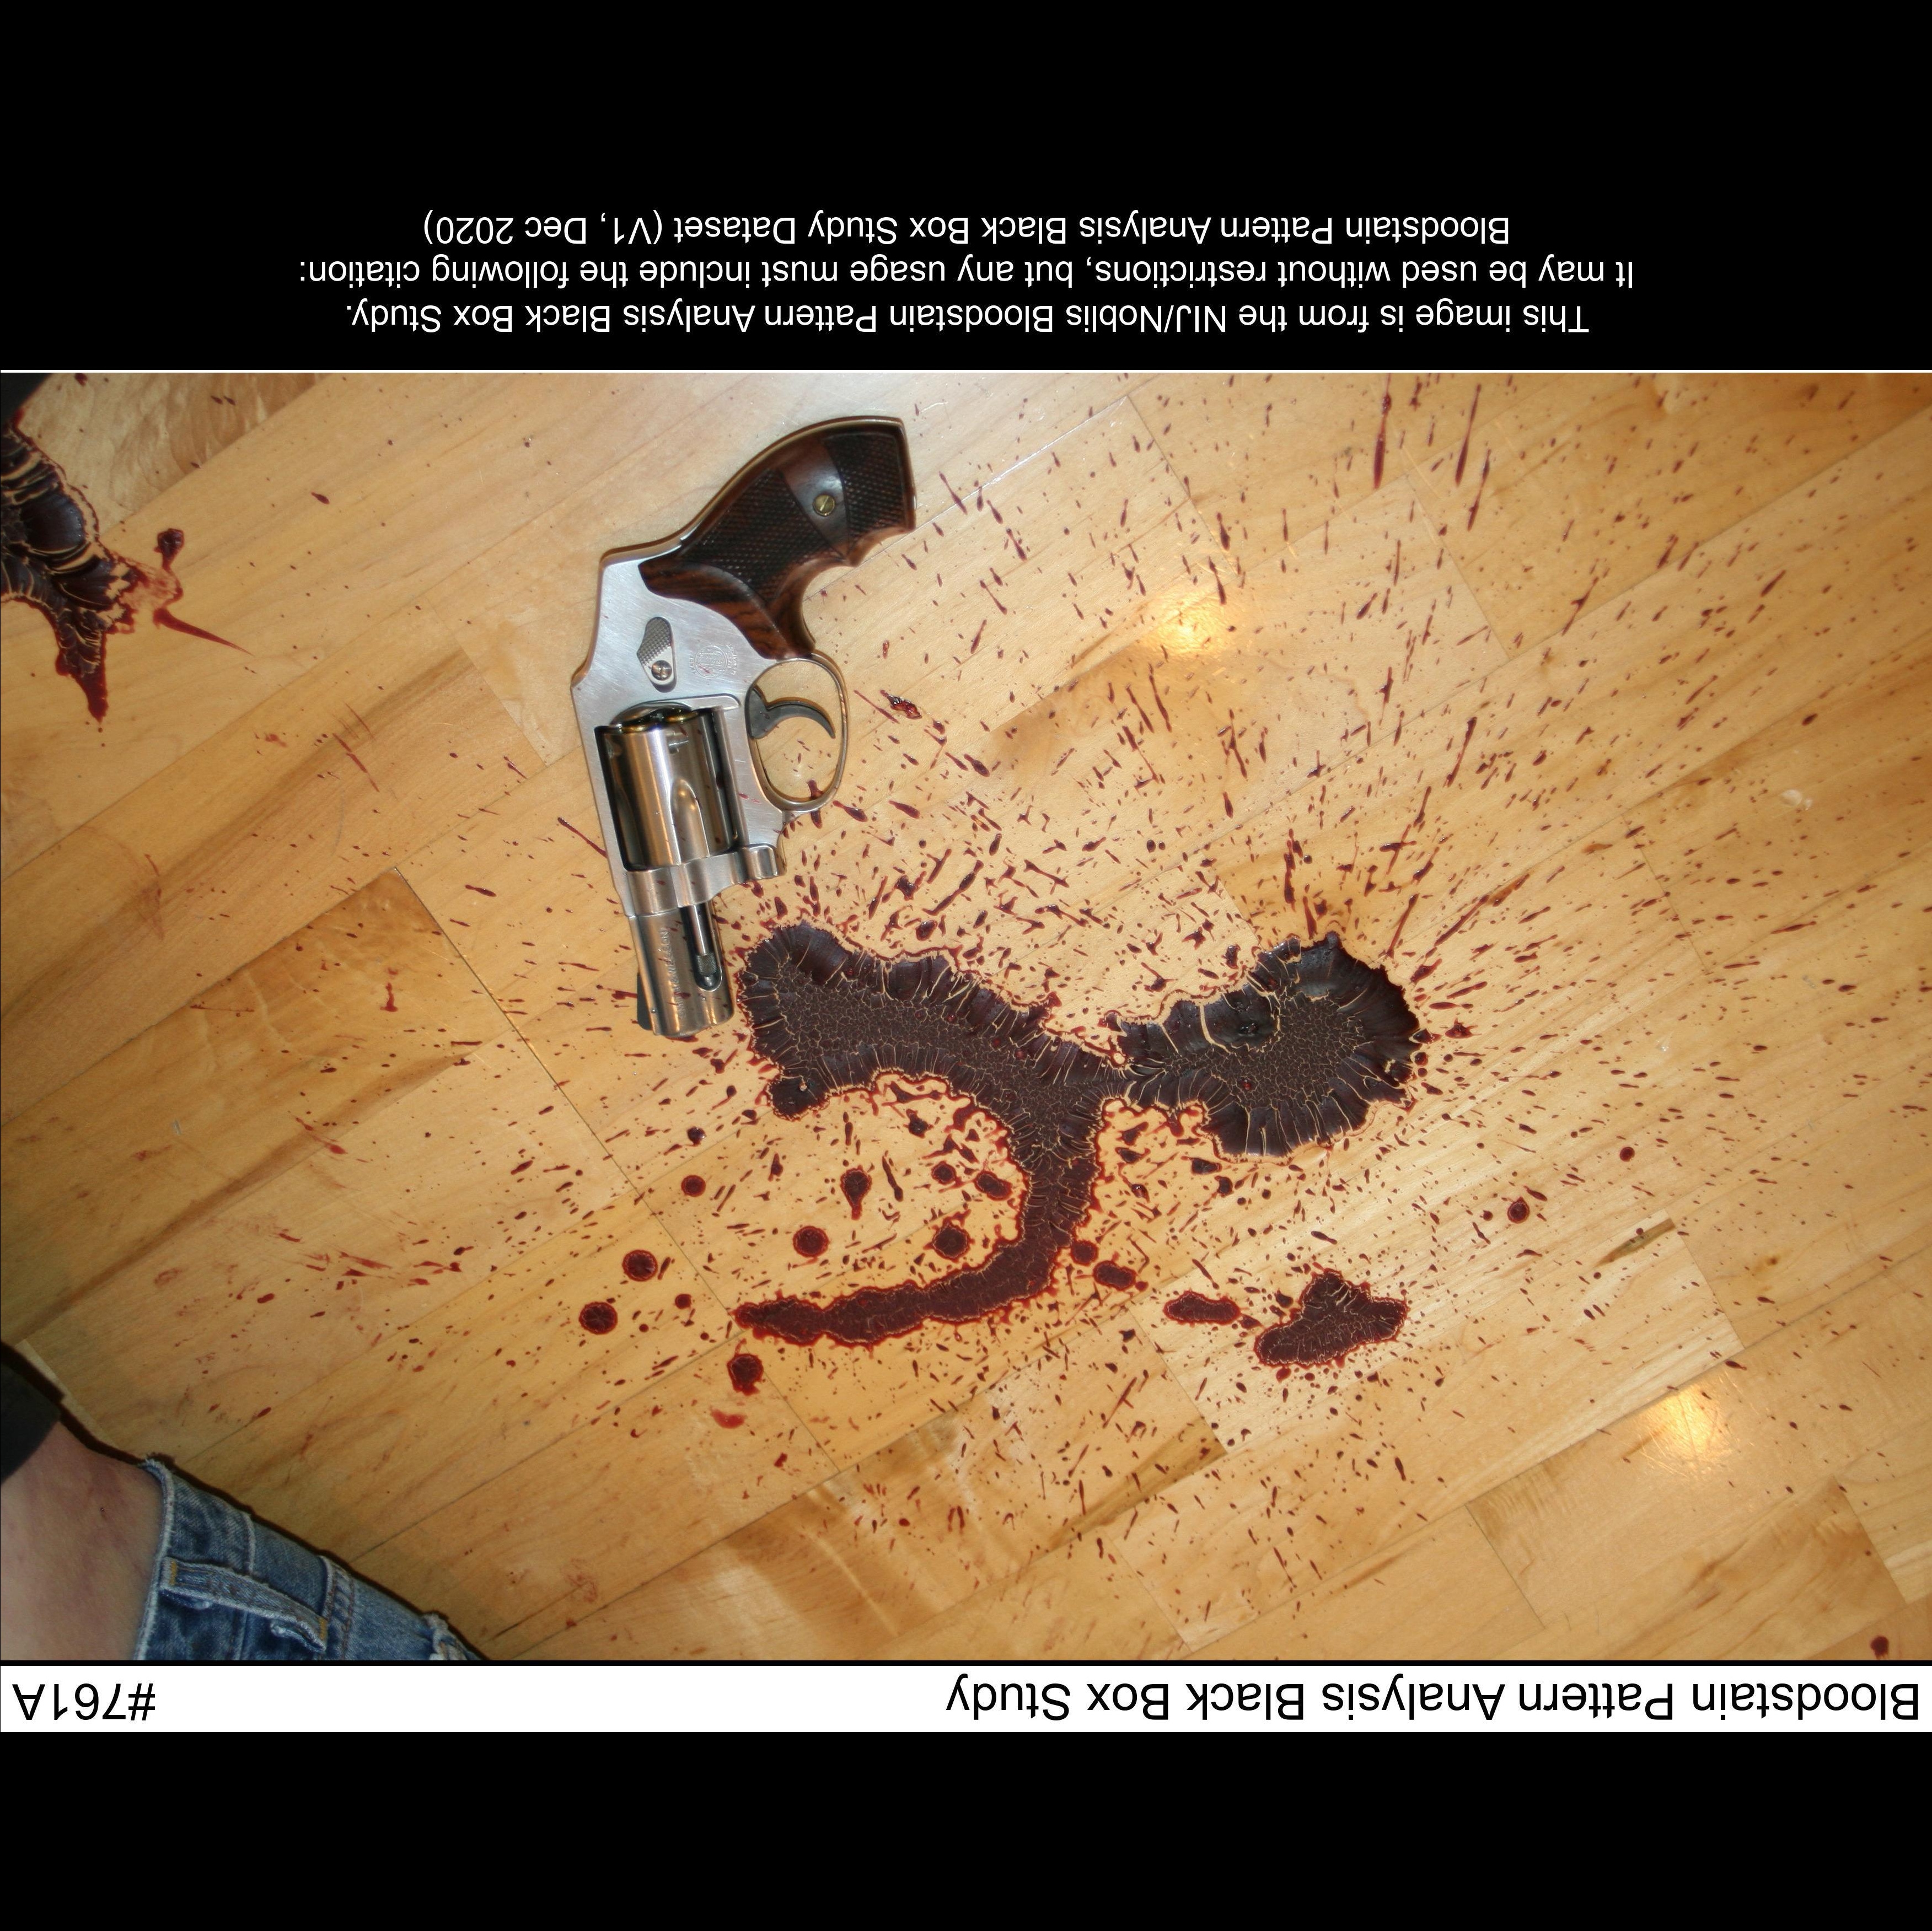 Bloodstain Pattern Analysis Black Box Study
#761A
This image is from the NIJ/Noblis Bloodstain Pattern Analysis Black Box Study.
It may be used without restrictions, but any usage must include the following citation:
Bloodstain Pattern Analysis Black Box Study Dataset (V1, Dec 2020)